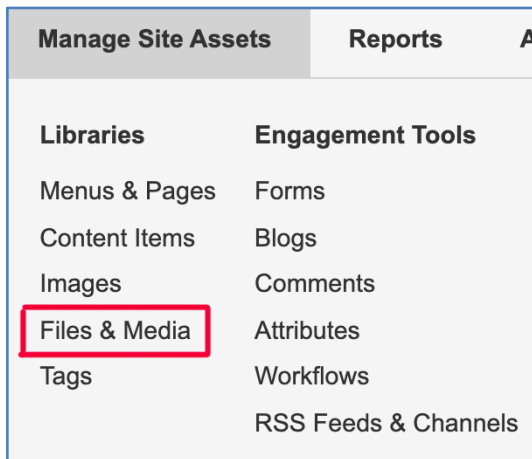 Manage Site Assets Reports
Libraries
Menus & Pages
Content Items
Images
Files & Media
Tags
Engagement Tools
Forms
Blogs
Comments
Attributes
Workflows
RSS Feeds & Channels